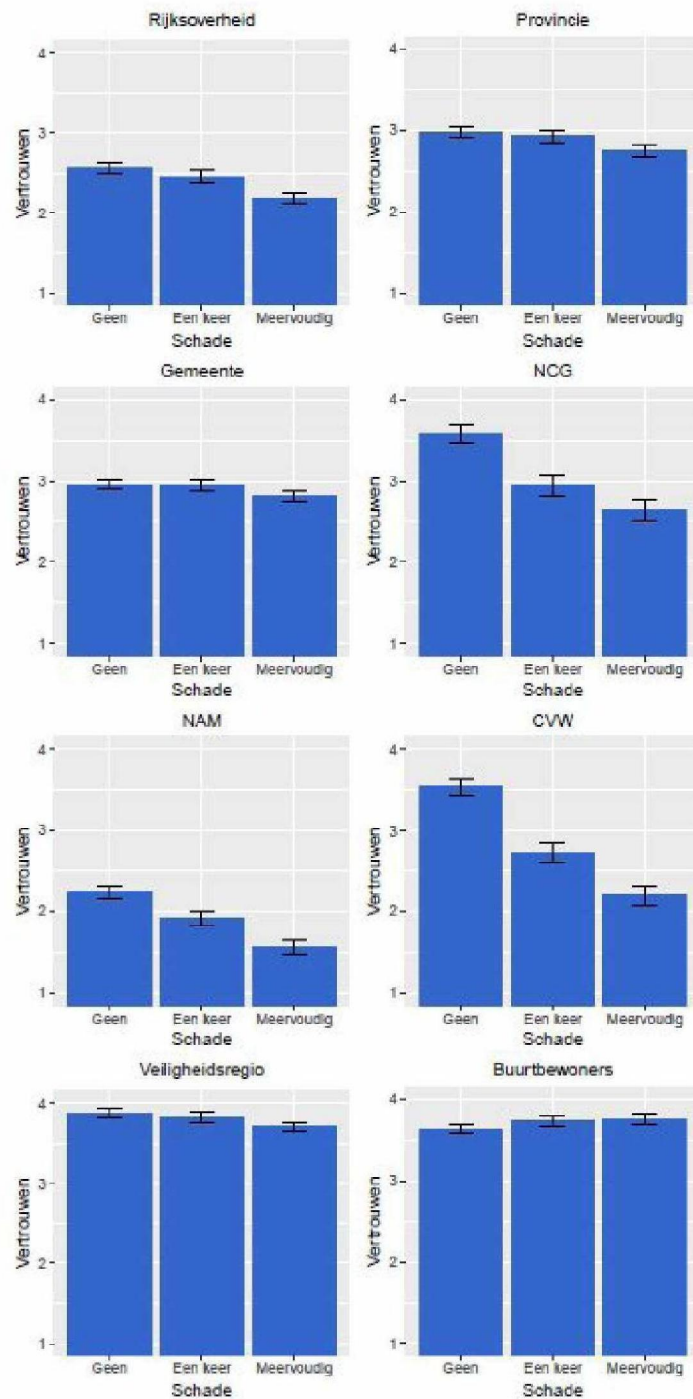 Rijksoverheid
4
3
2
1
Vertrouwen
Geen Een keer Meervoudig
Schade
Provincie
4
3
2
1
Vertrouwen
Geen Een keer Meervoudig
Schade
Gemeente
4
3
2
1
Vertrouwen
Geen Een keer Meervoudig
Schade
NCG
4
3
2
1
Vertrouwen
Geen Een keer Meervoudig
Schade
NAM
4
3
2
1
Vertrouwen
Geen Een keer Meervoudig
Schade
CVW
4
3
2
1
Vertrouwen
Geen Een keer Meervoudig
Schade
Veiligheidsregio
4
3
2
1
Vertrouwen
Geen Een keer Meervoudig
Schade
Buurtbewoners
4
3
2
1
Vertrouwen
Geen Een keer Meervoudig
Schade